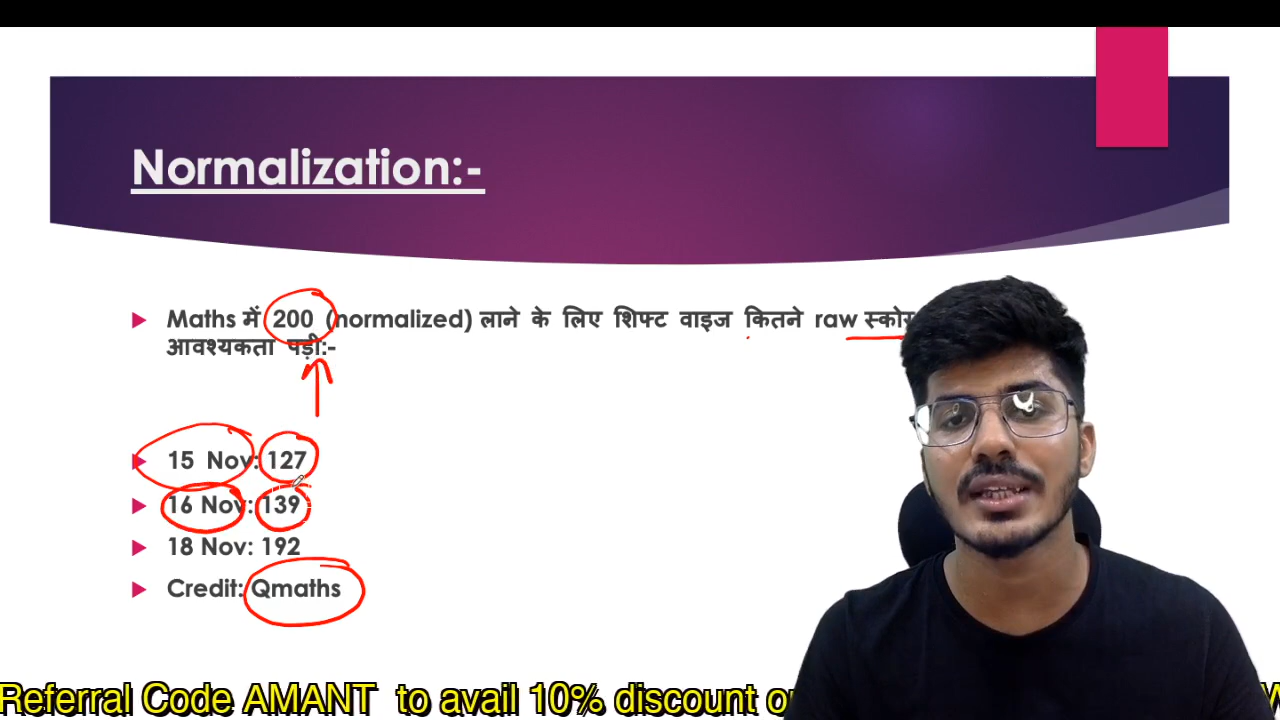 Normalization:-
Maths में 200 (normalized) लाने के लिए शिफ्ट वाइज कितने raw
आवश्यकता पड़ी:-
15 Nov: 127
16 Nov: 139
18 Nov: 192
Credit: Qmaths
Referral Code AMANT to avail 10% discount